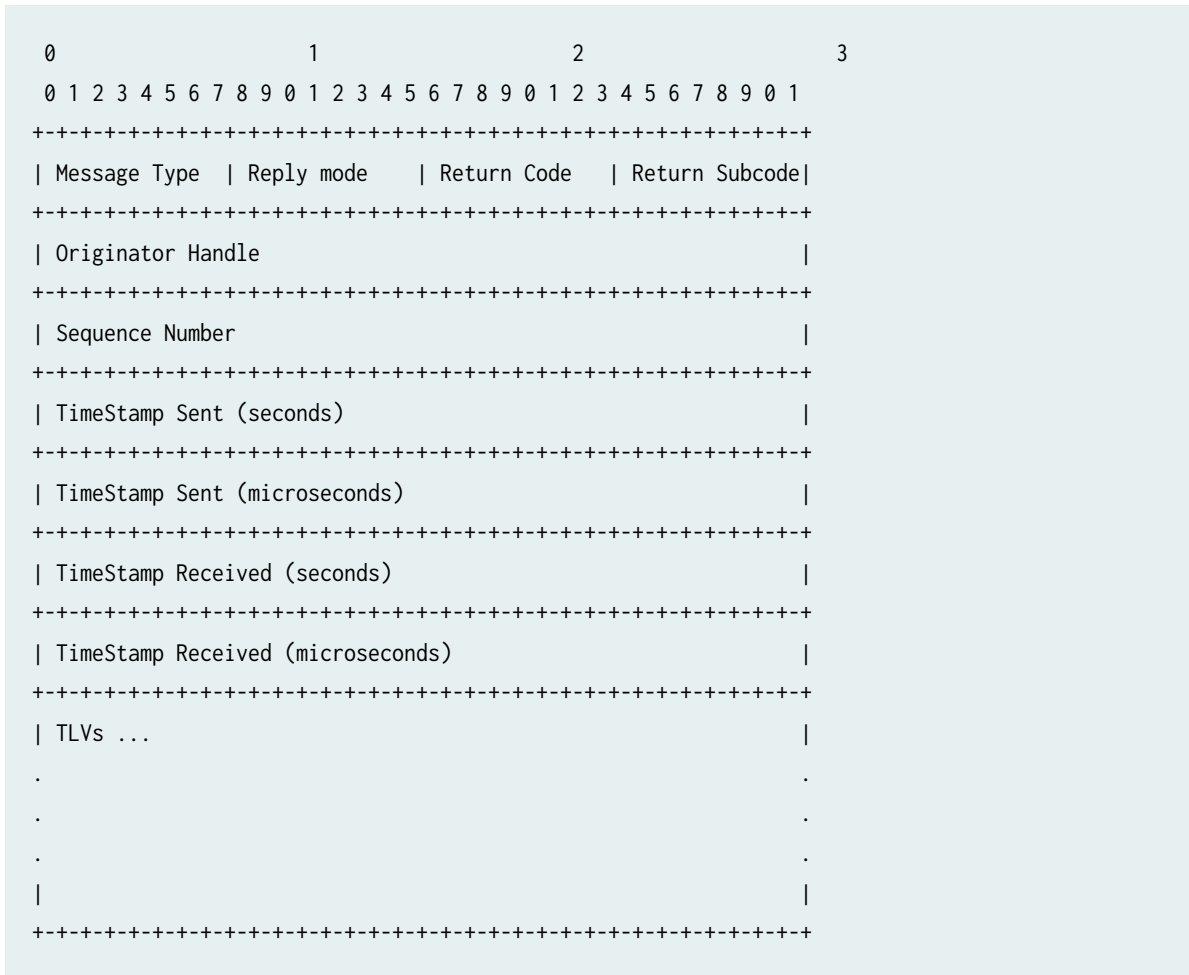 0                     1                     2                     3
 0 1 2 3 4 5 6 7 8 9 0 1 2 3 4 5 6 7 8 9 0 1 2 3 4 5 6 7 8 9 0 1
+-+-+-+-+-+-+-+-+-+-+-+-+-+-+-+-+-+-+-+-+-+-+-+-+-+-+-+-+-+-+-+-+
| Message Type  | Reply mode    | Return Code   | Return Subcode|
+-+-+-+-+-+-+-+-+-+-+-+-+-+-+-+-+-+-+-+-+-+-+-+-+-+-+-+-+-+-+-+-+
| Originator Handle                                             |
+-+-+-+-+-+-+-+-+-+-+-+-+-+-+-+-+-+-+-+-+-+-+-+-+-+-+-+-+-+-+-+-+
| Sequence Number                                               |
+-+-+-+-+-+-+-+-+-+-+-+-+-+-+-+-+-+-+-+-+-+-+-+-+-+-+-+-+-+-+-+-+
| TimeStamp Sent (seconds)                                      |
+-+-+-+-+-+-+-+-+-+-+-+-+-+-+-+-+-+-+-+-+-+-+-+-+-+-+-+-+-+-+-+-+
| TimeStamp Sent (microseconds)                                 |
+-+-+-+-+-+-+-+-+-+-+-+-+-+-+-+-+-+-+-+-+-+-+-+-+-+-+-+-+-+-+-+-+
| TimeStamp Received (seconds)                                  |
+-+-+-+-+-+-+-+-+-+-+-+-+-+-+-+-+-+-+-+-+-+-+-+-+-+-+-+-+-+-+-+-+
| TimeStamp Received (microseconds)                             |
+-+-+-+-+-+-+-+-+-+-+-+-+-+-+-+-+-+-+-+-+-+-+-+-+-+-+-+-+-+-+-+-+
| TLVs ...                                                      |
.                                                               .
.                                                               .
.                                                               .
|                                                               |
+-+-+-+-+-+-+-+-+-+-+-+-+-+-+-+-+-+-+-+-+-+-+-+-+-+-+-+-+-+-+-+-+